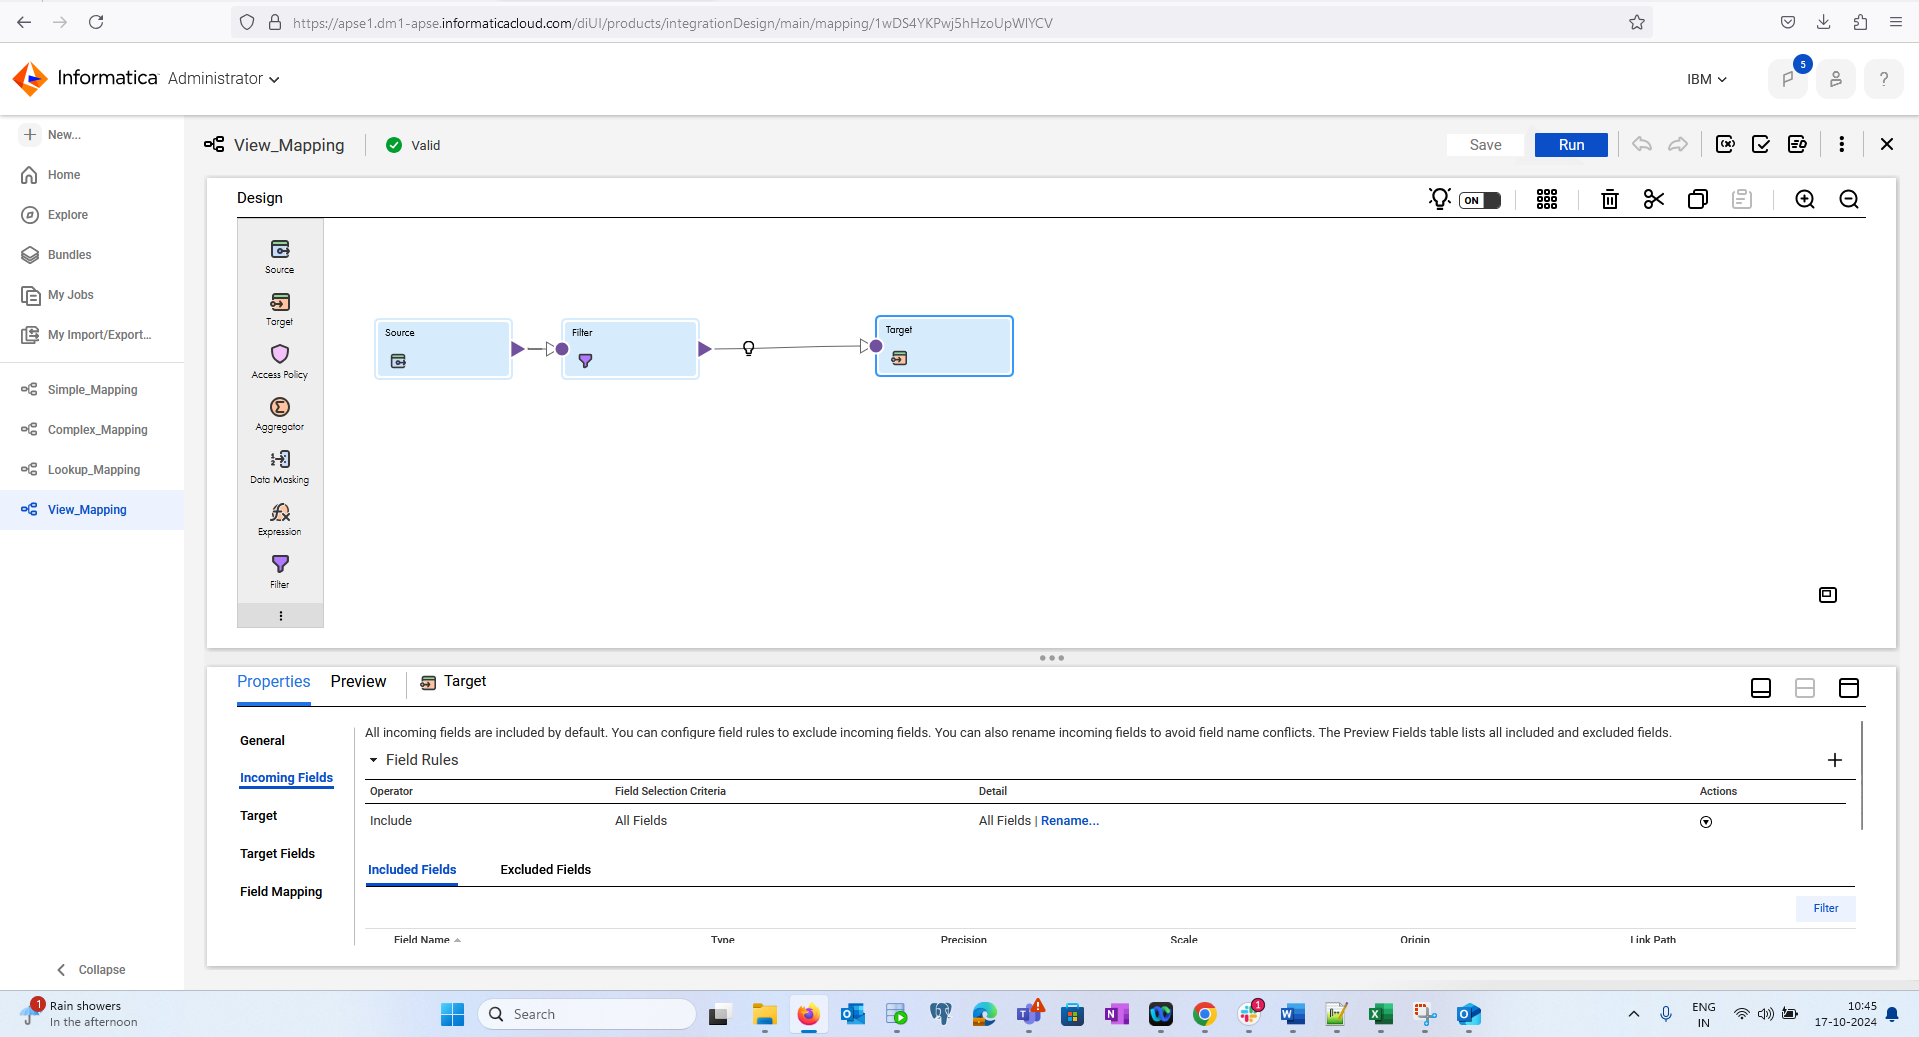 https://apse1.dm1-apse.informaticacloud.com/diUI/products/integrationDesign/main/mapping/1wDS4YKPwj5hHzoUpWlYCV
Informatica Administrator
IBM
5
?
New...
Home
Explore
Bundles
My Jobs
My Import/Export...
Simple_Mapping
Complex_Mapping
Lookup_Mapping
View_Mapping
Collapse
View_Mapping
Valid
Save
Run
Design
ON
Source
Target
Access Policy
Aggregator
Data Masking
Expression
Filter
Source
Filter
Target
Properties
Preview
Target
General
Incoming Fields
Target
Target Fields
Field Mapping
All incoming fields are included by default. You can configure field rules to exclude incoming fields. You can also rename incoming fields to avoid field name conflicts. The Preview Fields table lists all included and excluded fields.
Field Rules
Operator Field Selection Criteria Detail Actions
Include All Fields All Fields | Rename...
Included Fields Excluded Fields
Filter
Field Name Type Precision Scale Origin Link Path
1
Rain showers
In the afternoon
Search
1
ENG
IN
10:45
17-10-2024